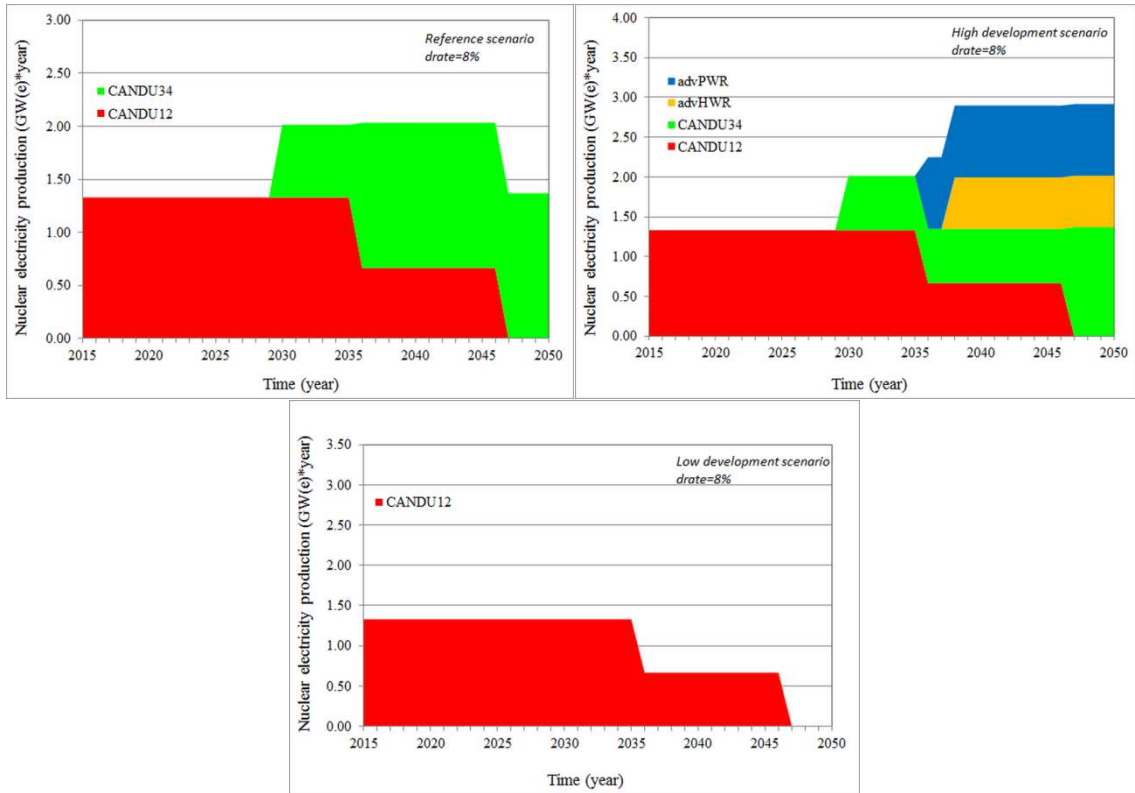 Nuclear electricity production (GW(e)*year)
3.00
2.50
2.00
1.50
1.00
0.50
0.00
Reference scenario
drate=8%
CANDU34
CANDU12
2015 2020 2025 2030 2035 2040 2045 2050
Time (year)
Nuclear electricity production (GW(e)*year)
4.00
3.50
3.00
2.50
2.00
1.50
1.00
0.50
0.00
High development scenario
drate=8%
advPWR
advHWR
CANDU34
CANDU12
2015 2020 2025 2030 2035 2040 2045 2050
Time (year)
Nuclear electricity production (GW(e)*year)
3.50
3.00
2.50
2.00
1.50
1.00
0.50
0.00
Low development scenario
drate=8%
CANDU12
2015 2020 2025 2030 2035 2040 2045 2050
Time (year)